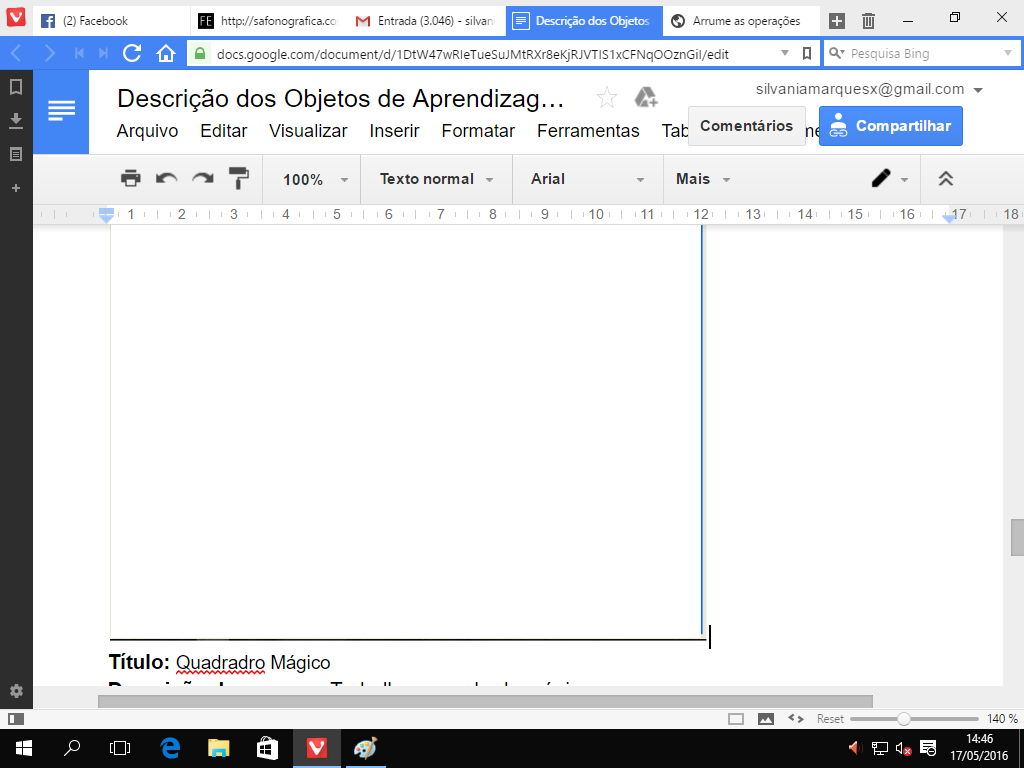 (2) Facebook
FE http://safonografica.co
Entrada (3.046) - silvan
Descrição dos Objetos
Arrume as operações
docs.google.com/document/d/1DtW47wRIeTueSuJMtRXr8eKjRJVTIS1xCFNqOOznGiI/edit
Pesquisa Bing
Descrição dos Objetos de Aprendizag...
silvaniamarquesx@gmail.com
Arquivo Editar Visualizar Inserir Formatar Ferramentas Tab
Comentários
Compartilhar
100% Texto normal Arial Mais
1 2 3 4 5 6 7 8 9 10 11 12 13 14 15 16 17 18
Título: Quadradro Mágico
Reset 140 %
14:46
17/05/2016